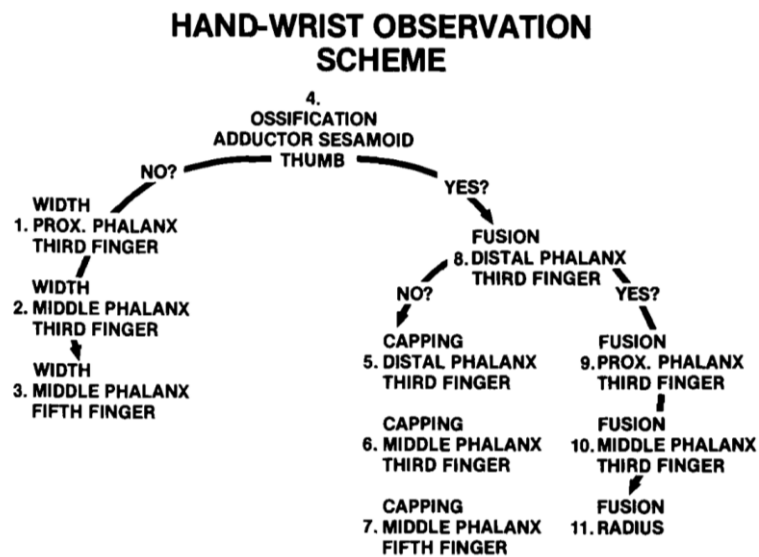 HAND-WRIST OBSERVATION
SCHEME
4.
OSSIFICATION
ADDUCTOR SESAMOID
THUMB
NO?
YES?
WIDTH
1. PROX. PHALANX
THIRD FINGER
WIDTH
2. MIDDLE PHALANX
THIRD FINGER
WIDTH
3. MIDDLE PHALANX
FIFTH FINGER
FUSION
8. DISTAL PHALANX
THIRD FINGER
NO?
YES?
CAPPING
5. DISTAL PHALANX
THIRD FINGER
CAPPING
6. MIDDLE PHALANX
THIRD FINGER
CAPPING
7. MIDDLE PHALANX
FIFTH FINGER
FUSION
9. PROX. PHALANX
THIRD FINGER
FUSION
10. MIDDLE PHALANX
THIRD FINGER
FUSION
11. RADIUS